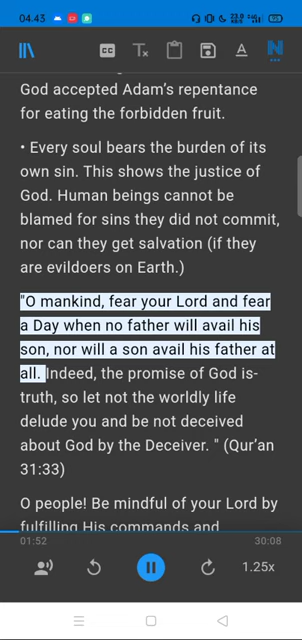 04.43
73.0
57
CC
T
A
N
God accepted Adam's repentance
for eating the forbidden fruit.
• Every soul bears the burden of its
own sin. This shows the justice of
God. Human beings cannot be
blamed for sins they did not commit,
nor can they get salvation (if they
are evildoers on Earth.)
"O mankind, fear your Lord and fear
a Day when no father will avail his
son, nor will a son avail his father at
all. Indeed, the promise of God is-
truth, so let not the worldly life
delude you and be not deceived
about God by the Deceiver. " (Qur'an
31:33)
O people! Be mindful of your Lord by
fulfilling His commands and
01:52
30:08
1.25x